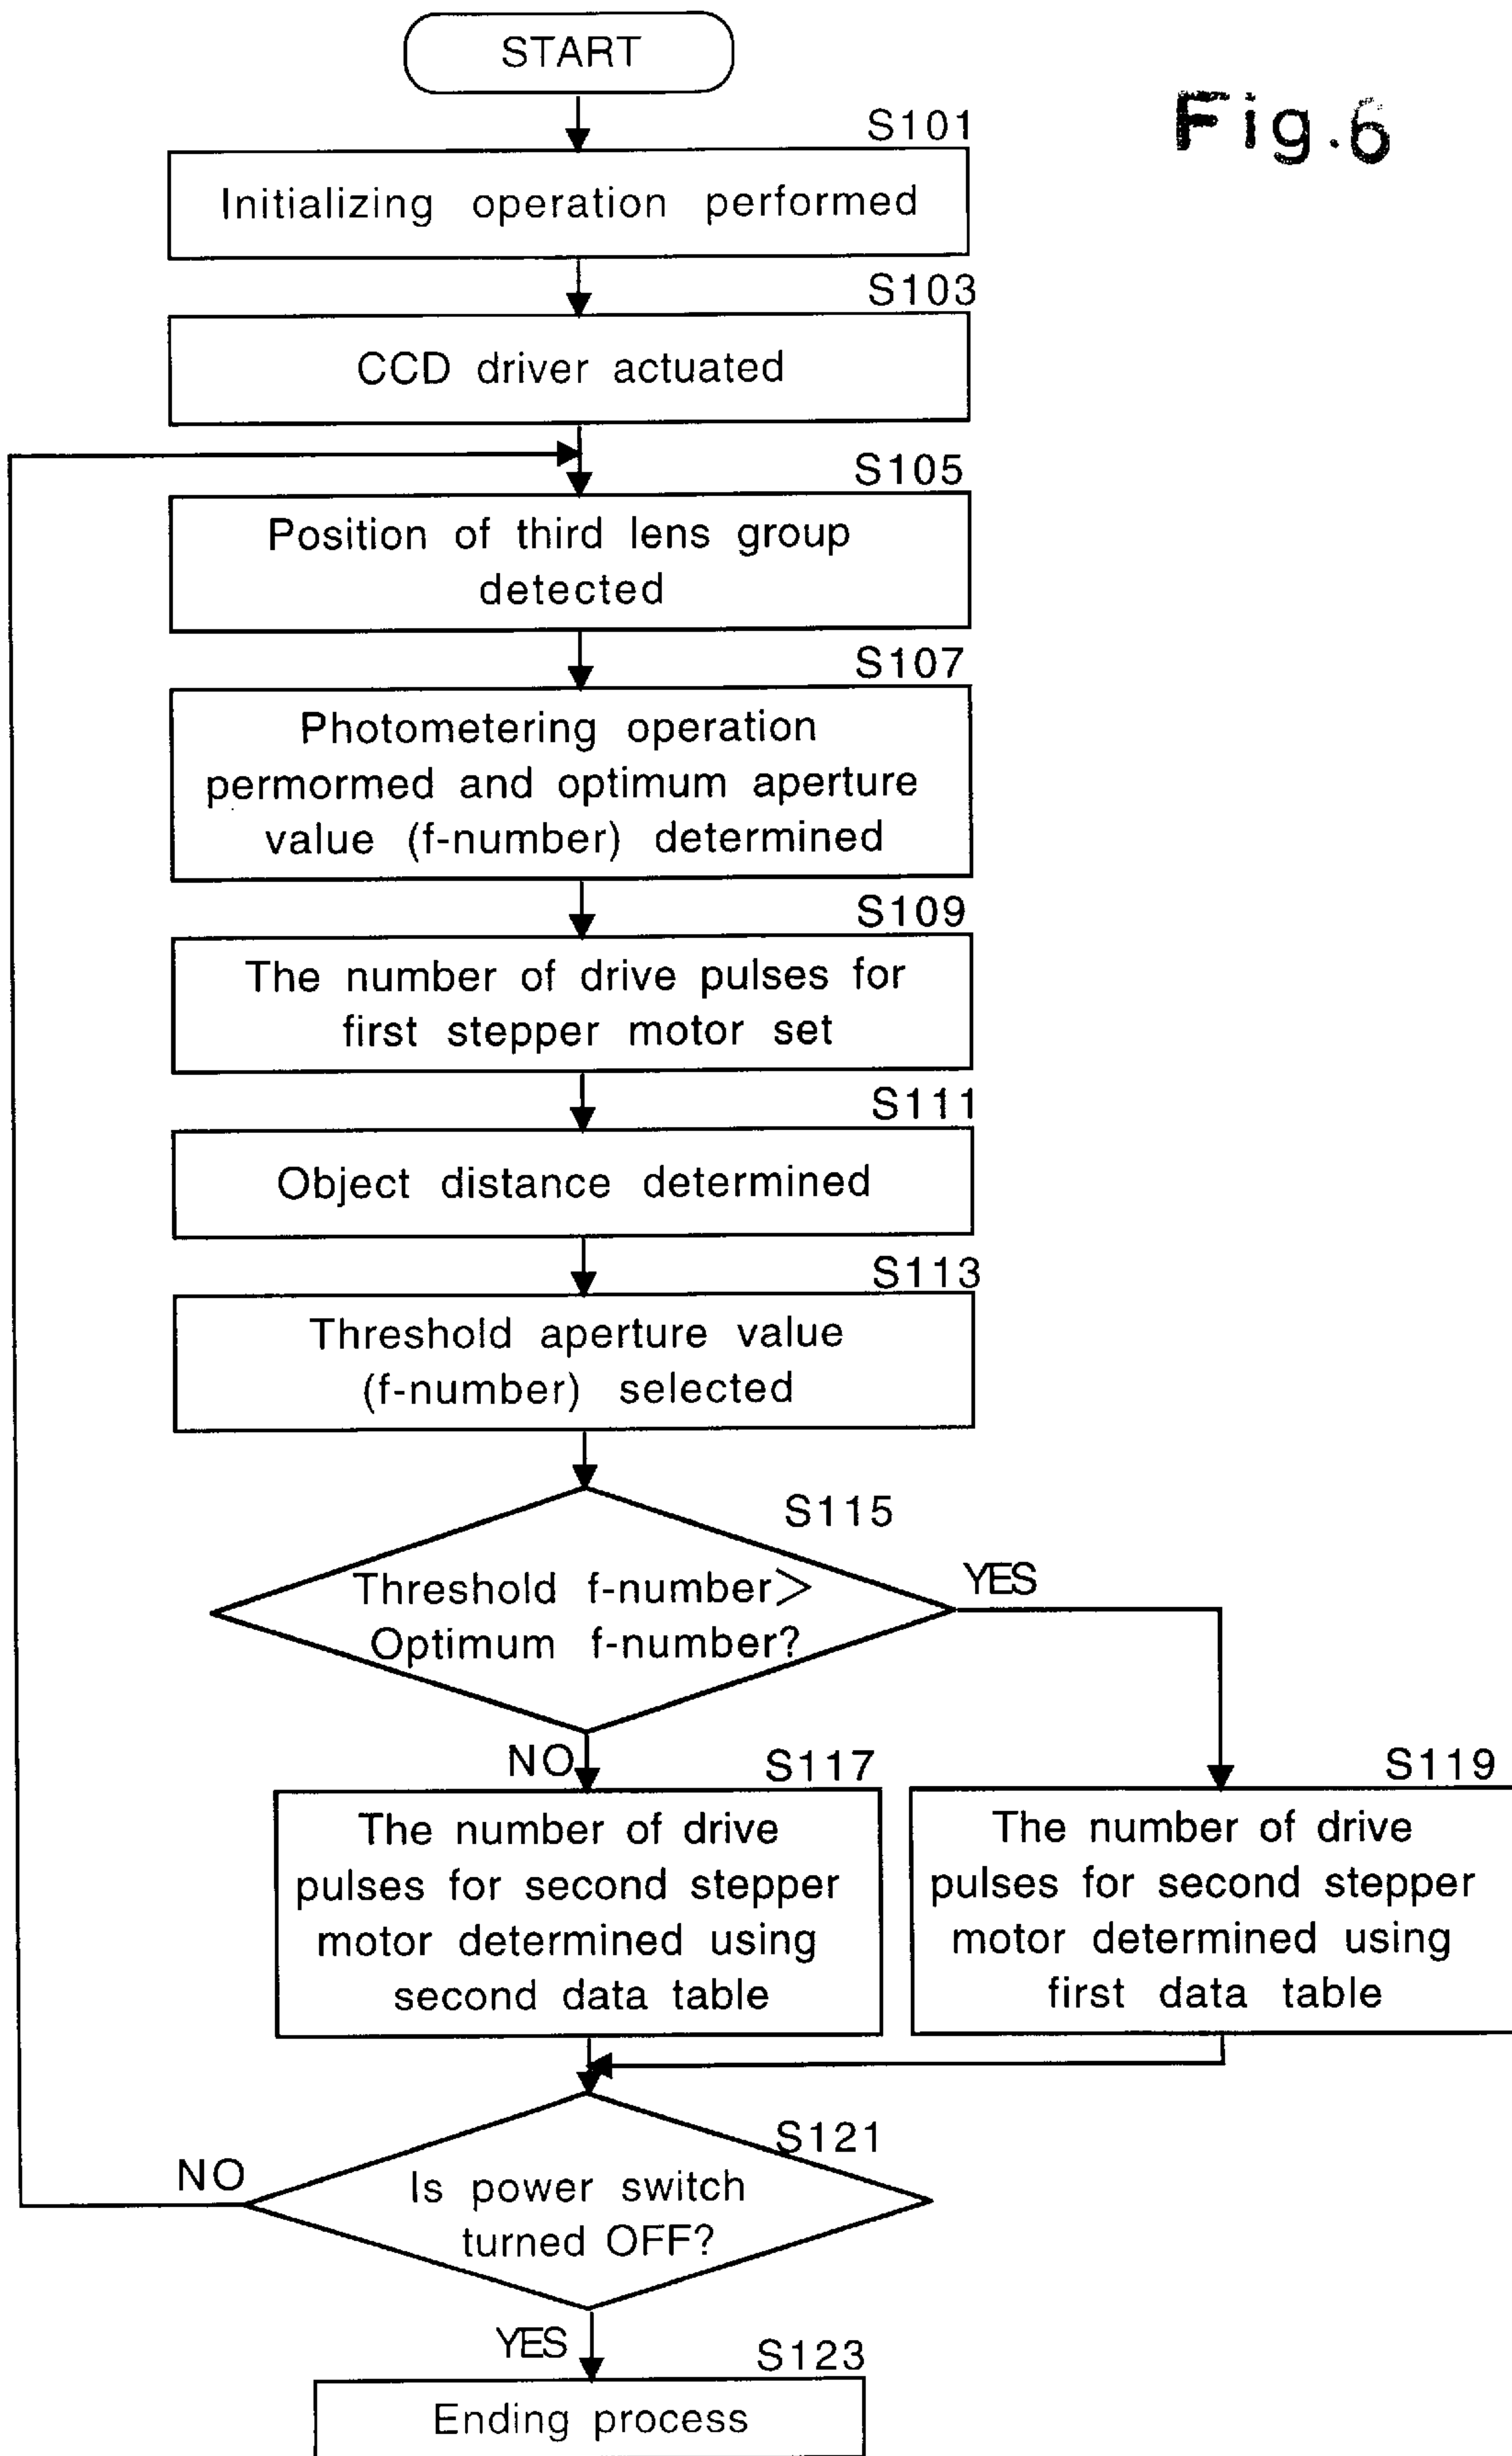 START
Fig.6
S101
Initializing operation performed
S103
CCD driver actuated
S105
Position of third lens group
detected
S107
Photometering operation
permormed and optimum aperture
value (f-number) determined
S109
The number of drive pulses for
first stepper motor set
S111
Object distance determined
S113
Threshold aperture value
(f-number) selected
S115
Threshold f-number>
Optimum f-number?
YES
NO
S117
The number of drive
pulses for second stepper
motor determined using
second data table
S119
The number of drive
pulses for second stepper
motor determined using
first data table
S121
Is power switch
turned OFF?
NO
YES
S123
Ending process